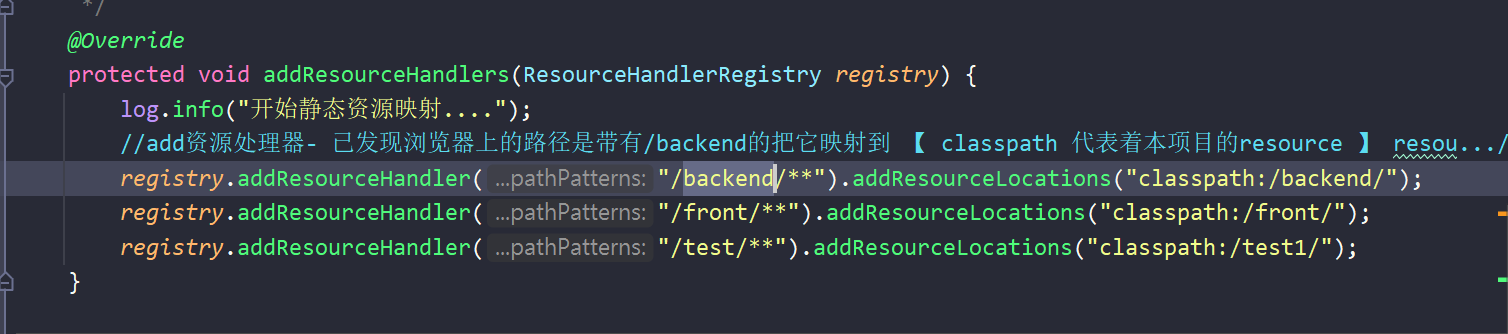 */
@Override
protected void addResourceHandlers(ResourceHandlerRegistry registry) {
log.info("开始静态资源映射....");
//add资源处理器- 已发现浏览器上的路径是带有/backend的把它映射到 【 classpath 代表着本项目的resource 】 resou.../
registry.addResourceHandler( ...pathPatterns: "/backend/**").addResourceLocations("classpath:/backend/");
registry.addResourceHandler( ...pathPatterns: "/front/**").addResourceLocations("classpath:/front/");
registry.addResourceHandler( ...pathPatterns: "/test/**").addResourceLocations("classpath:/test1/");
}